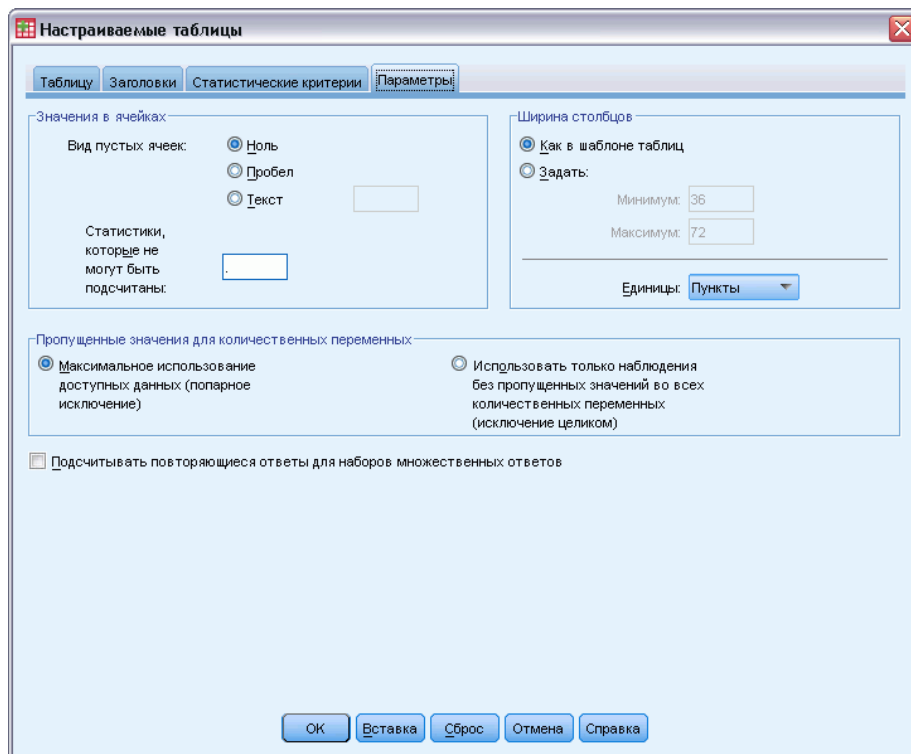 Настраиваемые таблицы
Таблицу Заголовки Статистические критерии Параметры
Значения в ячейках
Вид пустых ячеек:
Ноль
Пробел
Текст
Статистики,
которые не
могут быть
подсчитаны:
.
Ширина столбцов
Как в шаблоне таблиц
Задать:
Минимум: 36
Максимум: 72
Единицы: Пункты
Пропущенные значения для количественных переменных
Максимальное использование
доступных данных (попарное
исключение)
Использовать только наблюдения
без пропущенных значений во всех
количественных переменных
(исключение целиком)
Подсчитывать повторяющиеся ответы для наборов множественных ответов
OK Вставка Сброс Отмена Справка